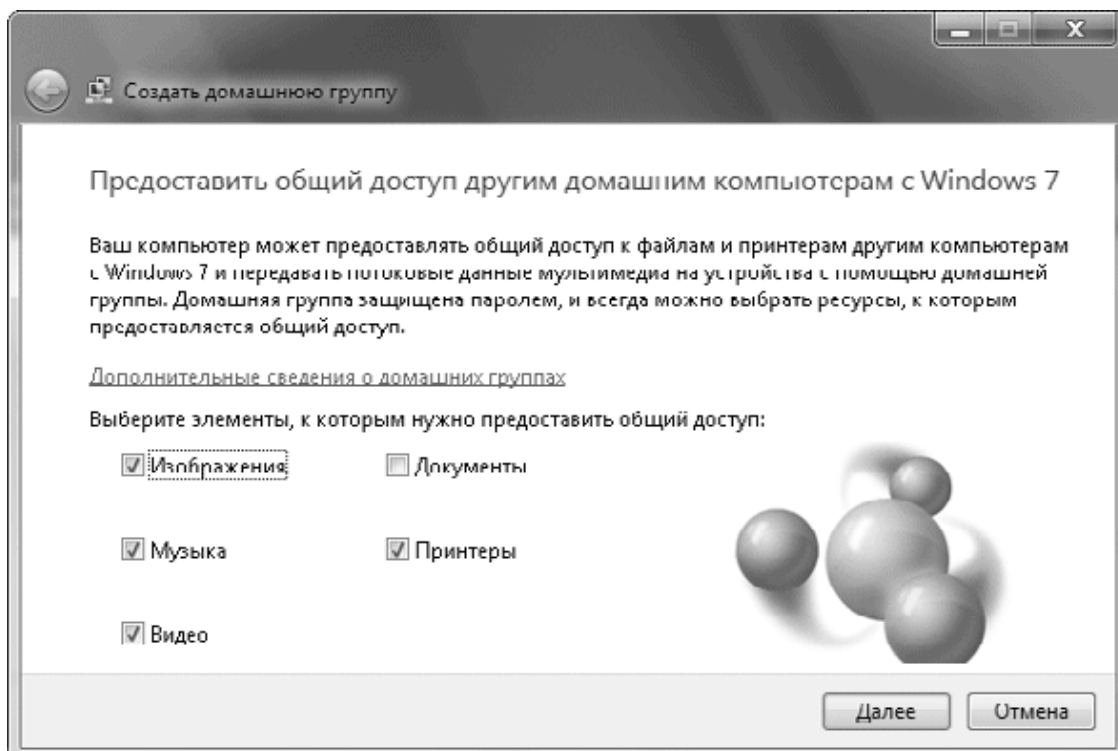 Создать домашнюю группу
Предоставить общий доступ другим домашним компьютерам с Windows 7
Ваш компьютер может предоставлять общий доступ к файлам и принтерам другим компьютерам
с Windows 7 и передавать потоковые данные мультимедиа на устройства с помощью домашней
группы. Домашняя группа защищена паролем, и всегда можно выбрать ресурсы, к которым
предоставляется общий доступ.
Дополнительные сведения о домашних группах
Выберите элементы, к которым нужно предоставить общий доступ:
Изображения Документы
Музыка Принтеры
Видео
Далее Отмена